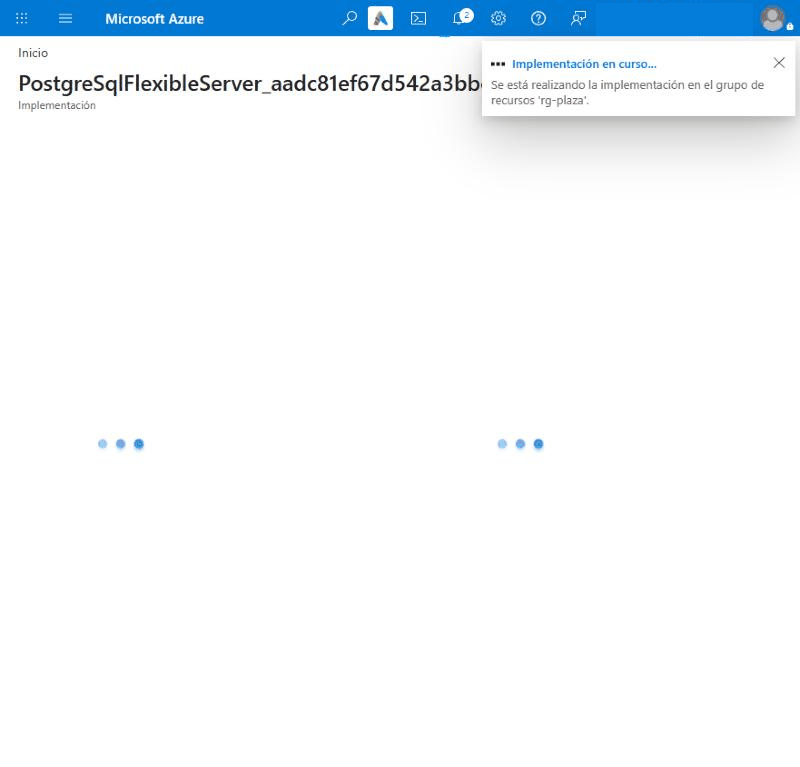 Microsoft Azure
2
Inicio
PostgreSqlFlexibleServer_aadc81ef67d542a3bb
Implementación
Implementación en curso...
Se está realizando la implementación en el grupo de
recursos 'rg-plaza'.